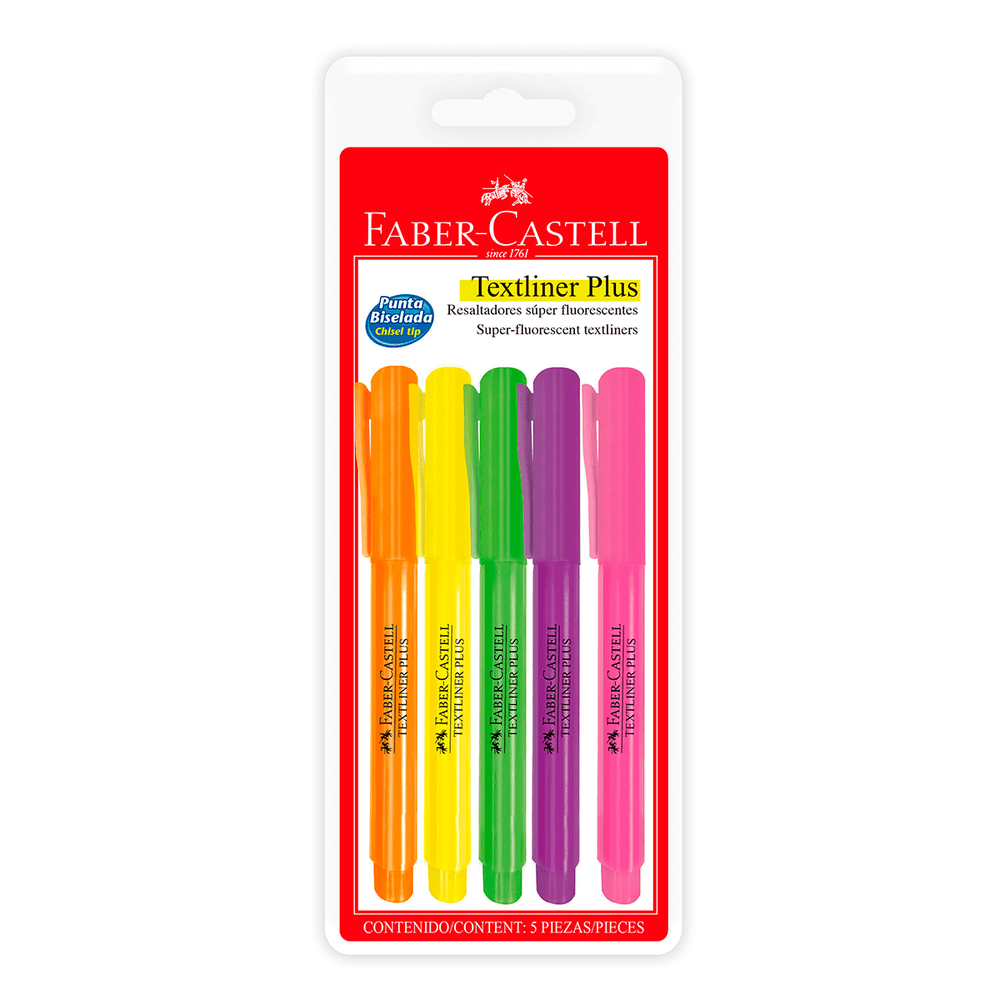 FABER-CASTELL
since 1761
Textliner Plus
Resaltadores súper fluorescentes
Super-fluorescent textliners
Punta
Biselada
Chisel tip
FABER-CASTELL
TEXTLINER PLUS
FABER-CASTELL
TEXTLINER PLUS
FABER-CASTELL
TEXTLINER PLUS
FABER-CASTELL
TEXTLINER PLUS
FABER-CASTELL
TEXTLINER PLUS
CONTENIDO/CONTENT: 5 PIEZAS/PIECES